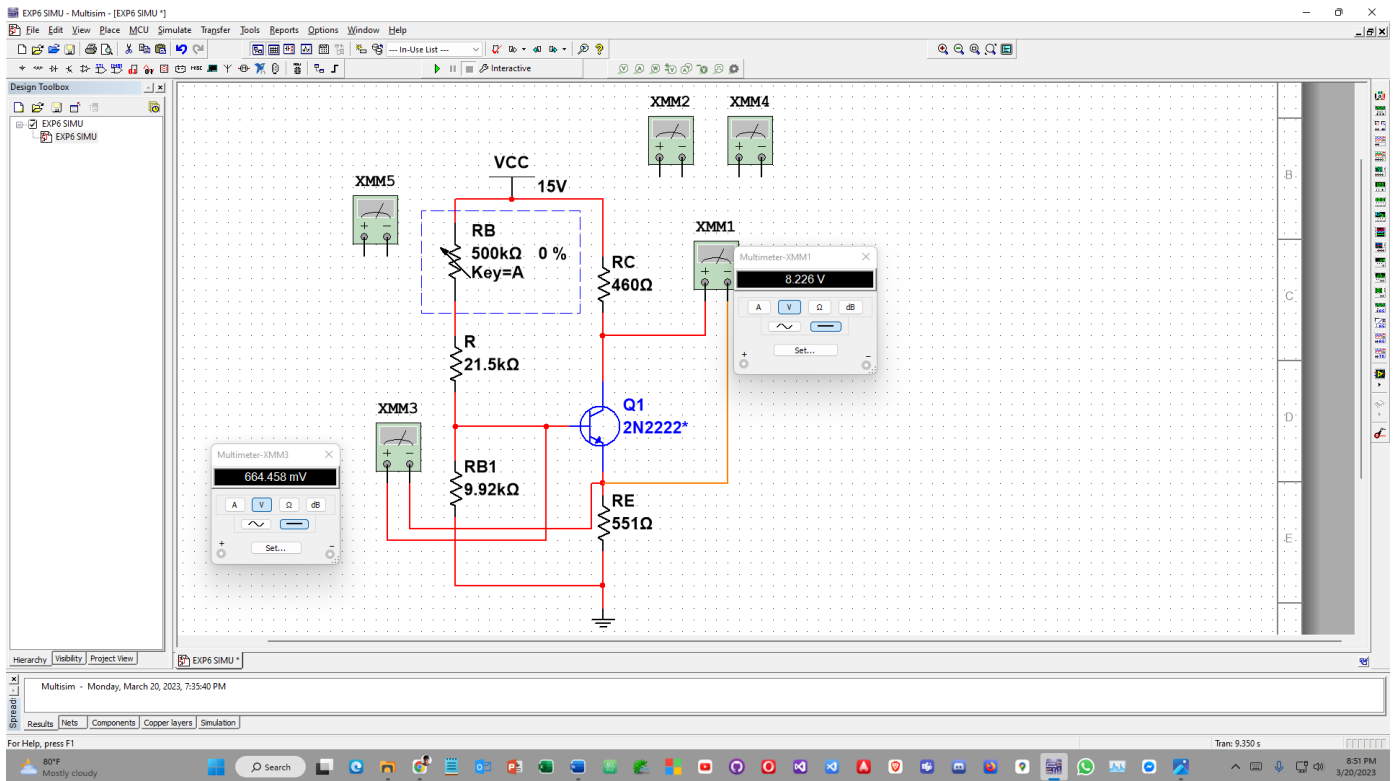 EXP6 SIMU - Multisim - [EXP6 SIMU *]
File Edit View Place MCU Simulate Transfer Tools Reports Options Window Help
--- In-Use List ---
Interactive
Design Toolbox
EXP6 SIMU
EXP6 SIMU
XMM2 XMM4
VCC
15V
XMM5
RB
500kΩ 0 %
Key=A
RC
460Ω
XMM1
Multimeter-XMM1
8.226 V
A V Ω dB
Set...
+ -
R
21.5kΩ
XMM3
Q1
2N2222*
Multimeter-XMM3
664.458 mV
A V Ω dB
Set...
+ -
RB1
9.92kΩ
RE
551Ω
B
C
D
E
Hierarchy Visibility Project View
EXP6 SIMU *
Multisim - Monday, March 20, 2023, 7:35:40 PM
Results Nets Components Copper layers Simulation
For Help, press F1
Tran: 9.350 s
80°F
Mostly cloudy
Search
8:51 PM
3/20/2023